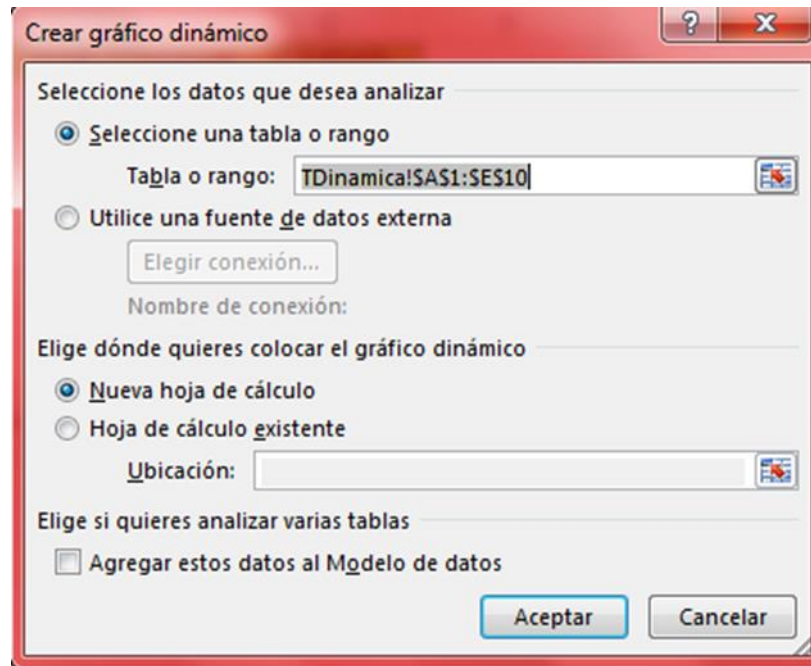 Crear gráfico dinámico
?
Seleccione los datos que desea analizar
Seleccione una tabla o rango
Tabla o rango: TDinamica!$A$1:$E$10
Utilice una fuente de datos externa
Elegir conexión...
Nombre de conexión:
Elige dónde quieres colocar el gráfico dinámico
Nueva hoja de cálculo
Hoja de cálculo existente
Ubicación:
Elige si quieres analizar varias tablas
Agregar estos datos al Modelo de datos
Aceptar Cancelar